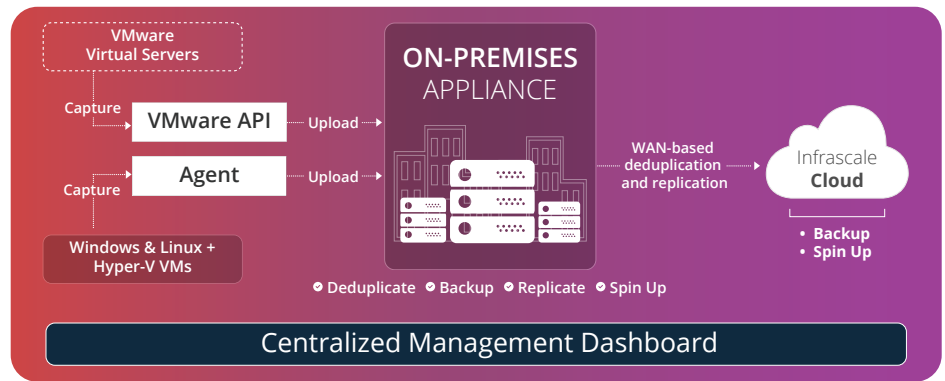 VMware
Virtual Servers
Capture
VMware API
Upload
Agent
Capture
Upload
Windows & Linux +
Hyper-V VMs
ON-PREMISES
APPLIANCE
Deduplicate Backup Replicate Spin Up
WAN-based
deduplication
and replication
Infrascale
Cloud
• Backup
• Spin Up
Centralized Management Dashboard